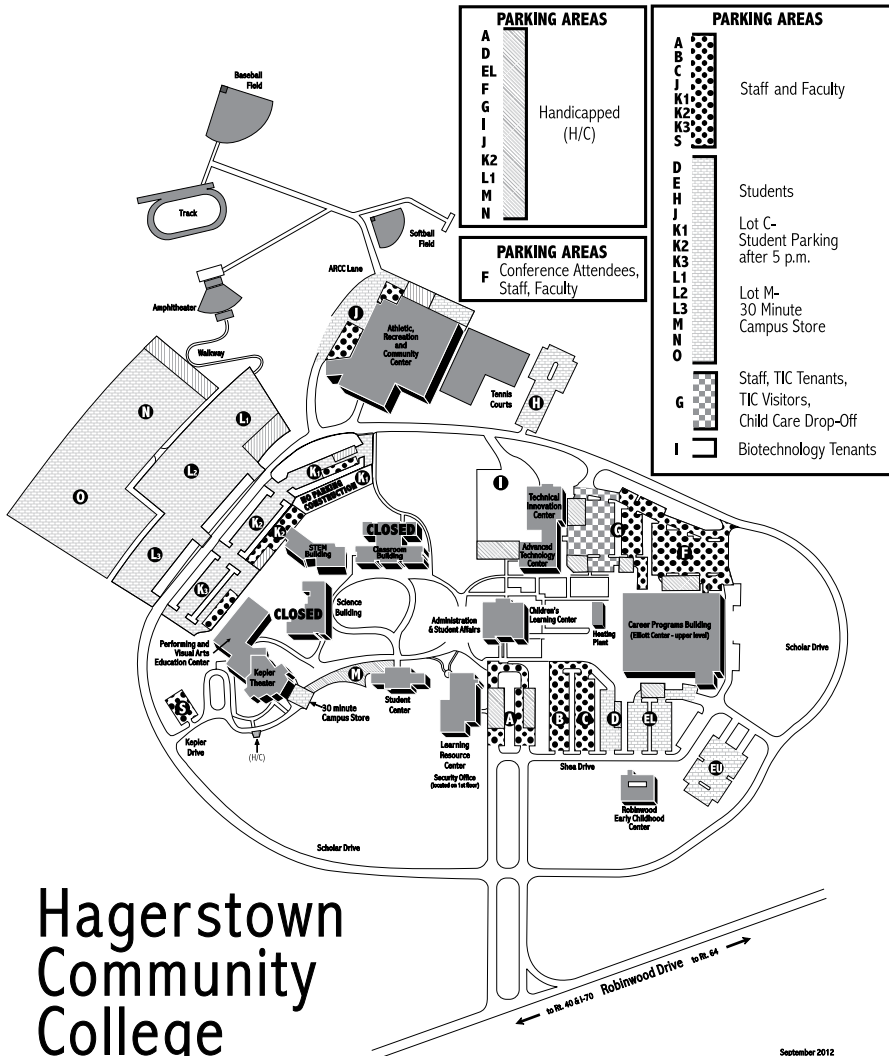 PARKING AREAS
A
D
EL
F
G
I
J
K2
L1
M
N
Handicapped
(H/C)
PARKING AREAS
F
Conference Attendees,
Staff, Faculty
PARKING AREAS
A
B
C
J
K1
K2
K3
S
Staff and Faculty
D
E
H
J
K1
K2
K3
L1
L2
L3
M
N
O
Students
Lot C-
Student Parking
after 5 p.m.
Lot M-
30 Minute
Campus Store
G
Staff, TIC Tenants,
TIC Visitors,
Child Care Drop-Off
I
Biotechnology Tenants
Baseball
Field
Track
Softball
Field
ARCC Lane
Amphitheater
Walkway
J
Athletic,
Recreation
and
Community
Center
Tennis
Courts
H
N
L1
L2
O
L3
K1
K1
NO PARKING
CONSTRUCTION
K2
K2
K3
I
Technical
Innovation
Center
Advanced
Technology
Center
G
F
CLOSED
STEM
Building
Classroom
Building
CLOSED
Science
Building
Administration
& Student Affairs
Children's
Learning Center
Heating
Plant
Career Programs Building
(Elliott Center - upper level)
Scholar Drive
Performing and
Visual Arts
Education Center
Kepler
Theater
M
Student
Center
30 minute
Campus Store
S
Kepler
Drive
(H/C)
A
B
C
D
EL
EU
Learning
Resource
Center
Security Office
(located on 1st floor)
Shea Drive
Robinwood
Early Childhood
Center
Scholar Drive
Hagerstown
Community
College
to Rt. 40 & I-70 Robinwood Drive to Rt. 64
September 2012